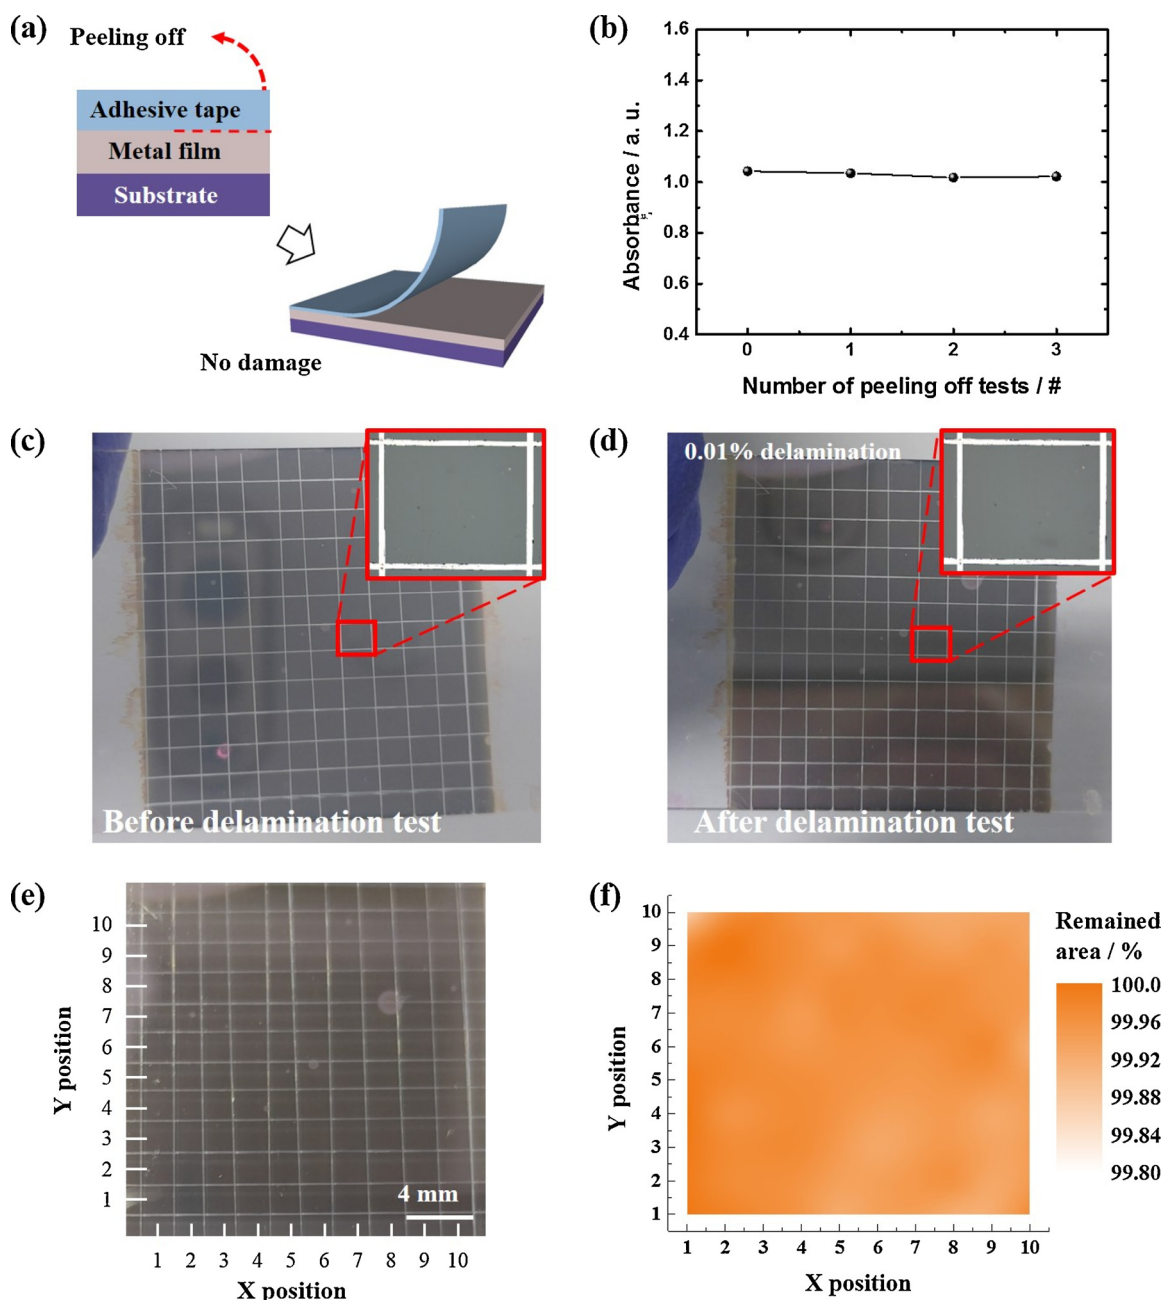 (a)
Peeling off
Adhesive tape
Metal film
Substrate
No damage
(b)
1.6
1.4
1.2
1.0
0.8
0.6
0.4
Absorbance / a. u.
0 1 2 3
Number of peeling off tests / #
(c)
Before delamination test
(d)
0.01% delamination
After delamination test
(e)
10
9
8
7
6
5
4
3
2
1
Y position
4 mm
1 2 3 4 5 6 7 8 9 10
X position
(f)
10
9
8
7
6
5
4
3
2
1
Y position
1 2 3 4 5 6 7 8 9 10
X position
Remained
area / %
100.0
99.96
99.92
99.88
99.84
99.80